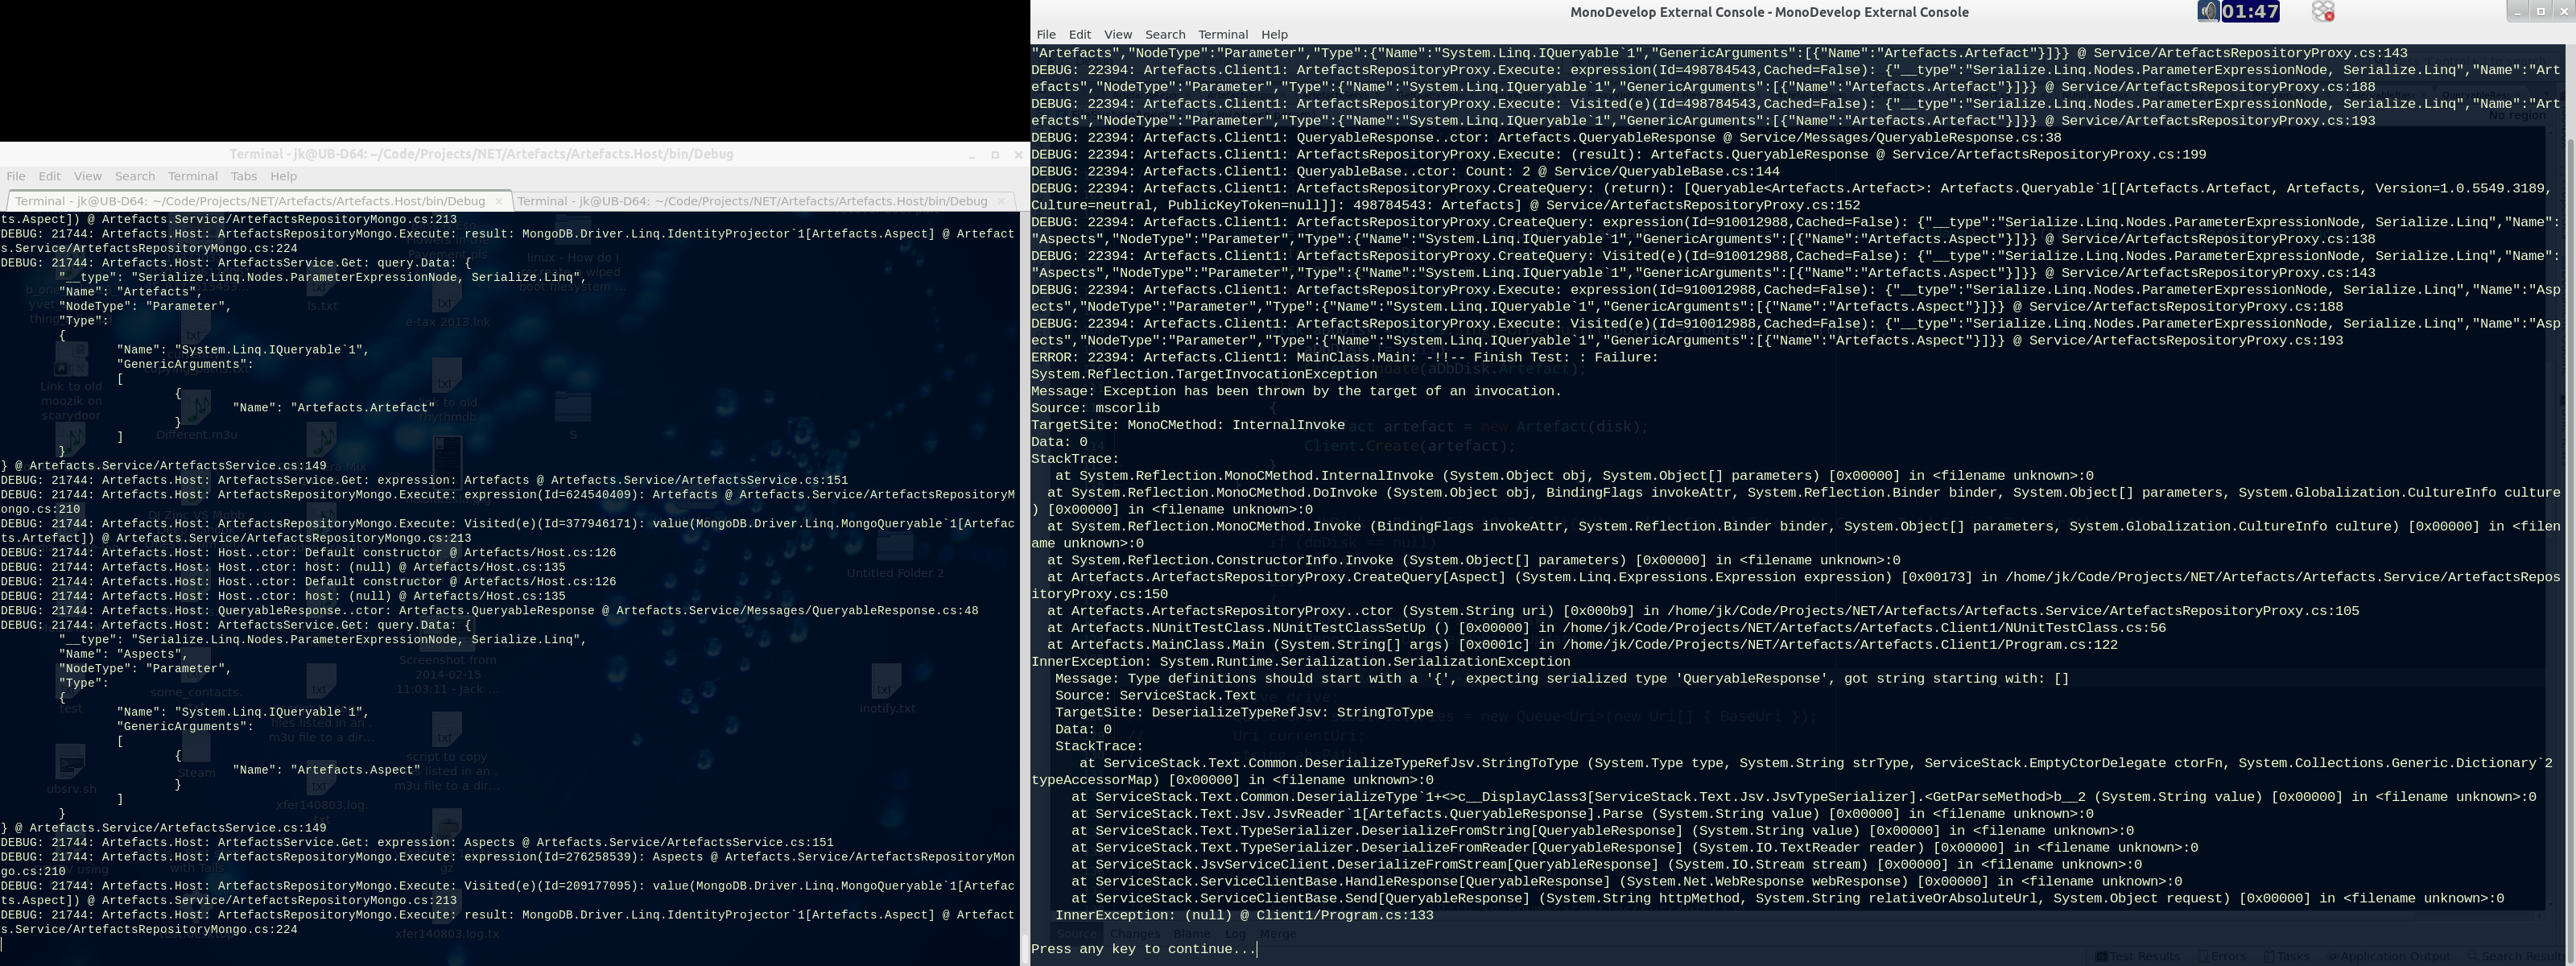 MonoDevelop External Console - MonoDevelop External Console
01:47
File Edit View Search Terminal Help
"Artefacts","NodeType":"Parameter","Type":{"Name":"System.Linq.IQueryable`1","GenericArguments":[{"Name":"Artefacts.Artefact"}]}} @ Service/ArtefactsRepositoryProxy.cs:143
DEBUG: 22394: Artefacts.Client1: ArtefactsRepositoryProxy.Execute: expression(Id=498784543,Cached=False): {"__type":"Serialize.Linq.Nodes.ParameterExpressionNode, Serialize.Linq","Name":"Art
efacts","NodeType":"Parameter","Type":{"Name":"System.Linq.IQueryable`1","GenericArguments":[{"Name":"Artefacts.Artefact"}]}} @ Service/ArtefactsRepositoryProxy.cs:188
DEBUG: 22394: Artefacts.Client1: ArtefactsRepositoryProxy.Execute: Visited(e)(Id=498784543,Cached=False): {"__type":"Serialize.Linq.Nodes.ParameterExpressionNode, Serialize.Linq","Name":"Art
efacts","NodeType":"Parameter","Type":{"Name":"System.Linq.IQueryable`1","GenericArguments":[{"Name":"Artefacts.Artefact"}]}} @ Service/ArtefactsRepositoryProxy.cs:193
DEBUG: 22394: Artefacts.Client1: QueryableResponse..ctor: Artefacts.QueryableResponse @ Service/Messages/QueryableResponse.cs:38
DEBUG: 22394: Artefacts.Client1: ArtefactsRepositoryProxy.Execute: (result): Artefacts.QueryableResponse @ Service/ArtefactsRepositoryProxy.cs:199
DEBUG: 22394: Artefacts.Client1: QueryableBase..ctor: Count: 2 @ Service/QueryableBase.cs:144
DEBUG: 22394: Artefacts.Client1: ArtefactsRepositoryProxy.CreateQuery: (return): [Queryable<Artefacts.Artefact>: Artefacts.Queryable`1[[Artefacts.Artefact, Artefacts, Version=1.0.5549.3189,
Culture=neutral, PublicKeyToken=null]]: 498784543: Artefacts] @ Service/ArtefactsRepositoryProxy.cs:152
DEBUG: 22394: Artefacts.Client1: ArtefactsRepositoryProxy.CreateQuery: expression(Id=910012988,Cached=False): {"__type":"Serialize.Linq.Nodes.ParameterExpressionNode, Serialize.Linq","Name":
"Aspects","NodeType":"Parameter","Type":{"Name":"System.Linq.IQueryable`1","GenericArguments":[{"Name":"Artefacts.Aspect"}]}} @ Service/ArtefactsRepositoryProxy.cs:138
DEBUG: 22394: Artefacts.Client1: ArtefactsRepositoryProxy.CreateQuery: Visited(e)(Id=910012988,Cached=False): {"__type":"Serialize.Linq.Nodes.ParameterExpressionNode, Serialize.Linq","Name":
"Aspects","NodeType":"Parameter","Type":{"Name":"System.Linq.IQueryable`1","GenericArguments":[{"Name":"Artefacts.Aspect"}]}} @ Service/ArtefactsRepositoryProxy.cs:143
DEBUG: 22394: Artefacts.Client1: ArtefactsRepositoryProxy.Execute: expression(Id=910012988,Cached=False): {"__type":"Serialize.Linq.Nodes.ParameterExpressionNode, Serialize.Linq","Name":"Asp
ects","NodeType":"Parameter","Type":{"Name":"System.Linq.IQueryable`1","GenericArguments":[{"Name":"Artefacts.Aspect"}]}} @ Service/ArtefactsRepositoryProxy.cs:188
DEBUG: 22394: Artefacts.Client1: ArtefactsRepositoryProxy.Execute: Visited(e)(Id=910012988,Cached=False): {"__type":"Serialize.Linq.Nodes.ParameterExpressionNode, Serialize.Linq","Name":"Asp
ects","NodeType":"Parameter","Type":{"Name":"System.Linq.IQueryable`1","GenericArguments":[{"Name":"Artefacts.Aspect"}]}} @ Service/ArtefactsRepositoryProxy.cs:193
ERROR: 22394: Artefacts.Client1: MainClass.Main: -!!-- Finish Test: : Failure:
System.Reflection.TargetInvocationException
Message: Exception has been thrown by the target of an invocation.
Source: mscorlib
TargetSite: MonoCMethod: InternalInvoke
Data: 0
StackTrace:
at System.Reflection.MonoCMethod.InternalInvoke (System.Object obj, System.Object[] parameters) [0x00000] in <filename unknown>:0
at System.Reflection.MonoCMethod.DoInvoke (System.Object obj, BindingFlags invokeAttr, System.Reflection.Binder binder, System.Object[] parameters, System.Globalization.CultureInfo culture
) [0x00000] in <filename unknown>:0
at System.Reflection.MonoCMethod.Invoke (BindingFlags invokeAttr, System.Reflection.Binder binder, System.Object[] parameters, System.Globalization.CultureInfo culture) [0x00000] in <filen
ame unknown>:0
at System.Reflection.ConstructorInfo.Invoke (System.Object[] parameters) [0x00000] in <filename unknown>:0
at Artefacts.ArtefactsRepositoryProxy.CreateQuery[Aspect] (System.Linq.Expressions.Expression expression) [0x00173] in /home/jk/Code/Projects/NET/Artefacts/Artefacts.Service/ArtefactsRepos
itoryProxy.cs:150
at Artefacts.ArtefactsRepositoryProxy..ctor (System.String uri) [0x000b9] in /home/jk/Code/Projects/NET/Artefacts/Artefacts.Service/ArtefactsRepositoryProxy.cs:105
at Artefacts.NUnitTestClass.NUnitTestClassSetUp () [0x00000] in /home/jk/Code/Projects/NET/Artefacts/Artefacts.Client1/NUnitTestClass.cs:56
at Artefacts.MainClass.Main (System.String[] args) [0x0001c] in /home/jk/Code/Projects/NET/Artefacts/Artefacts.Client1/Program.cs:122
InnerException: System.Runtime.Serialization.SerializationException
Message: Type definitions should start with a '{', expecting serialized type 'QueryableResponse', got string starting with: []
Source: ServiceStack.Text
TargetSite: DeserializeTypeRefJsv: StringToType
Data: 0
StackTrace:
at ServiceStack.Text.Common.DeserializeTypeRefJsv.StringToType (System.Type type, System.String strType, ServiceStack.EmptyCtorDelegate ctorFn, System.Collections.Generic.Dictionary`2
typeAccessorMap) [0x00000] in <filename unknown>:0
at ServiceStack.Text.Common.DeserializeType`1+<>c__DisplayClass3[ServiceStack.Text.Jsv.JsvTypeSerializer].<GetParseMethod>b__2 (System.String value) [0x00000] in <filename unknown>:0
at ServiceStack.Text.Jsv.JsvReader`1[Artefacts.QueryableResponse].Parse (System.String value) [0x00000] in <filename unknown>:0
at ServiceStack.Text.TypeSerializer.DeserializeFromString[QueryableResponse] (System.String value) [0x00000] in <filename unknown>:0
at ServiceStack.Text.TypeSerializer.DeserializeFromReader[QueryableResponse] (System.IO.TextReader reader) [0x00000] in <filename unknown>:0
at ServiceStack.JsvServiceClient.DeserializeFromStream[QueryableResponse] (System.IO.Stream stream) [0x00000] in <filename unknown>:0
at ServiceStack.ServiceClientBase.HandleResponse[QueryableResponse] (System.Net.WebResponse webResponse) [0x00000] in <filename unknown>:0
at ServiceStack.ServiceClientBase.Send[QueryableResponse] (System.String httpMethod, System.String relativeOrAbsoluteUrl, System.Object request) [0x00000] in <filename unknown>:0
InnerException: (null) @ Client1/Program.cs:133
Press any key to continue...
Terminal - jk@UB-D64: ~/Code/Projects/NET/Artefacts/Artefacts.Host/bin/Debug
File Edit View Search Terminal Tabs Help
Terminal - jk@UB-D64: ~/Code/Projects/NET/Artefacts/Artefacts.Host/bin/Debug
Terminal - jk@UB-D64: ~/Code/Projects/NET/Artefacts/Artefacts.Host/bin/Debug
ts.Aspect]) @ Artefacts.Service/ArtefactsRepositoryMongo.cs:213
DEBUG: 21744: Artefacts.Host: ArtefactsRepositoryMongo.Execute: result: MongoDB.Driver.Linq.IdentityProjector`1[Artefacts.Aspect] @ Artefact
s.Service/ArtefactsRepositoryMongo.cs:224
DEBUG: 21744: Artefacts.Host: ArtefactsService.Get: query.Data: {
"__type": "Serialize.Linq.Nodes.ParameterExpressionNode, Serialize.Linq",
"Name": "Artefacts",
"NodeType": "Parameter",
"Type":
{
"Name": "System.Linq.IQueryable`1",
"GenericArguments":
[
{
"Name": "Artefacts.Artefact"
}
]
}
} @ Artefacts.Service/ArtefactsService.cs:149
DEBUG: 21744: Artefacts.Host: ArtefactsService.Get: expression: Artefacts @ Artefacts.Service/ArtefactsService.cs:151
DEBUG: 21744: Artefacts.Host: ArtefactsRepositoryMongo.Execute: expression(Id=624540409): Artefacts @ Artefacts.Service/ArtefactsRepositoryM
ongo.cs:210
DEBUG: 21744: Artefacts.Host: ArtefactsRepositoryMongo.Execute: Visited(e)(Id=377946171): value(MongoDB.Driver.Linq.MongoQueryable`1[Artefac
ts.Artefact]) @ Artefacts.Service/ArtefactsRepositoryMongo.cs:213
DEBUG: 21744: Artefacts.Host: Host..ctor: Default constructor @ Artefacts/Host.cs:126
DEBUG: 21744: Artefacts.Host: Host..ctor: host: (null) @ Artefacts/Host.cs:135
DEBUG: 21744: Artefacts.Host: Host..ctor: Default constructor @ Artefacts/Host.cs:126
DEBUG: 21744: Artefacts.Host: Host..ctor: host: (null) @ Artefacts/Host.cs:135
DEBUG: 21744: Artefacts.Host: QueryableResponse..ctor: Artefacts.QueryableResponse @ Artefacts.Service/Messages/QueryableResponse.cs:48
DEBUG: 21744: Artefacts.Host: ArtefactsService.Get: query.Data: {
"__type": "Serialize.Linq.Nodes.ParameterExpressionNode, Serialize.Linq",
"Name": "Aspects",
"NodeType": "Parameter",
"Type":
{
"Name": "System.Linq.IQueryable`1",
"GenericArguments":
[
{
"Name": "Artefacts.Aspect"
}
]
}
} @ Artefacts.Service/ArtefactsService.cs:149
DEBUG: 21744: Artefacts.Host: ArtefactsService.Get: expression: Aspects @ Artefacts.Service/ArtefactsService.cs:151
DEBUG: 21744: Artefacts.Host: ArtefactsRepositoryMongo.Execute: expression(Id=276258539): Aspects @ Artefacts.Service/ArtefactsRepositoryMon
go.cs:210
DEBUG: 21744: Artefacts.Host: ArtefactsRepositoryMongo.Execute: Visited(e)(Id=209177095): value(MongoDB.Driver.Linq.MongoQueryable`1[Artefac
ts.Aspect]) @ Artefacts.Service/ArtefactsRepositoryMongo.cs:213
DEBUG: 21744: Artefacts.Host: ArtefactsRepositoryMongo.Execute: result: MongoDB.Driver.Linq.IdentityProjector`1[Artefacts.Aspect] @ Artefact
s.Service/ArtefactsRepositoryMongo.cs:224